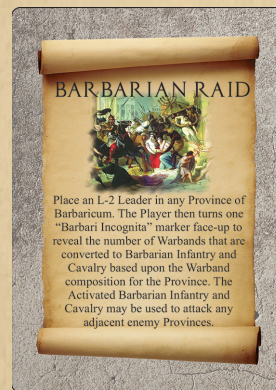 BARBARIAN RAID
Place an L-2 Leader in any Province of
Barbaricum. The Player then turns one
“Barbari Incognita” marker face-up to
reveal the number of Warbands that are
converted to Barbarian Infantry and
Cavalry based upon the Warband
composition for the Province. The
Activated Barbarian Infantry and
Cavalry may be used to attack any
adjacent enemy Provinces.